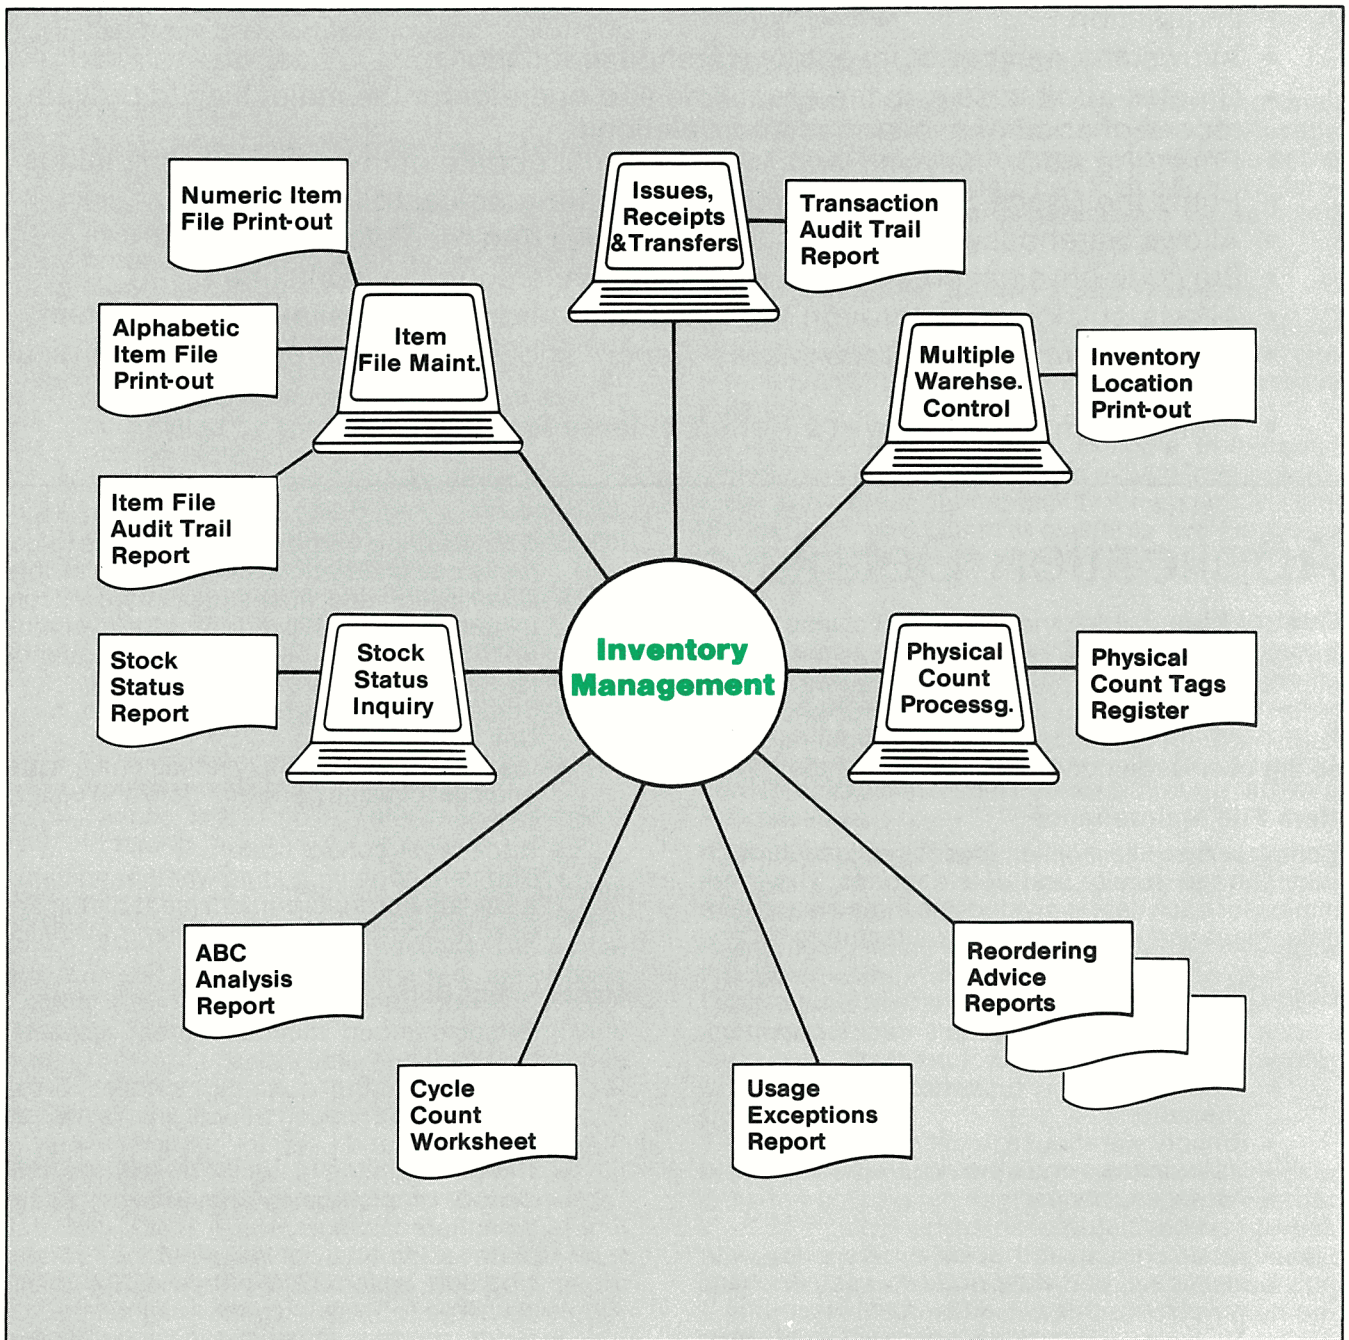 Numeric Item
File Print-out
Issues,
Receipts
&Transfers
Transaction
Audit Trail
Report
Alphabetic
Item File
Print-out
Item
File Maint.
Multiple
Warehse.
Control
Inventory
Location
Print-out
Item File
Audit Trail
Report
Stock
Status
Report
Stock
Status
Inquiry
Inventory
Management
Physical
Count
Processg.
Physical
Count Tags
Register
ABC
Analysis
Report
Reordering
Advice
Reports
Cycle
Count
Worksheet
Usage
Exceptions
Report